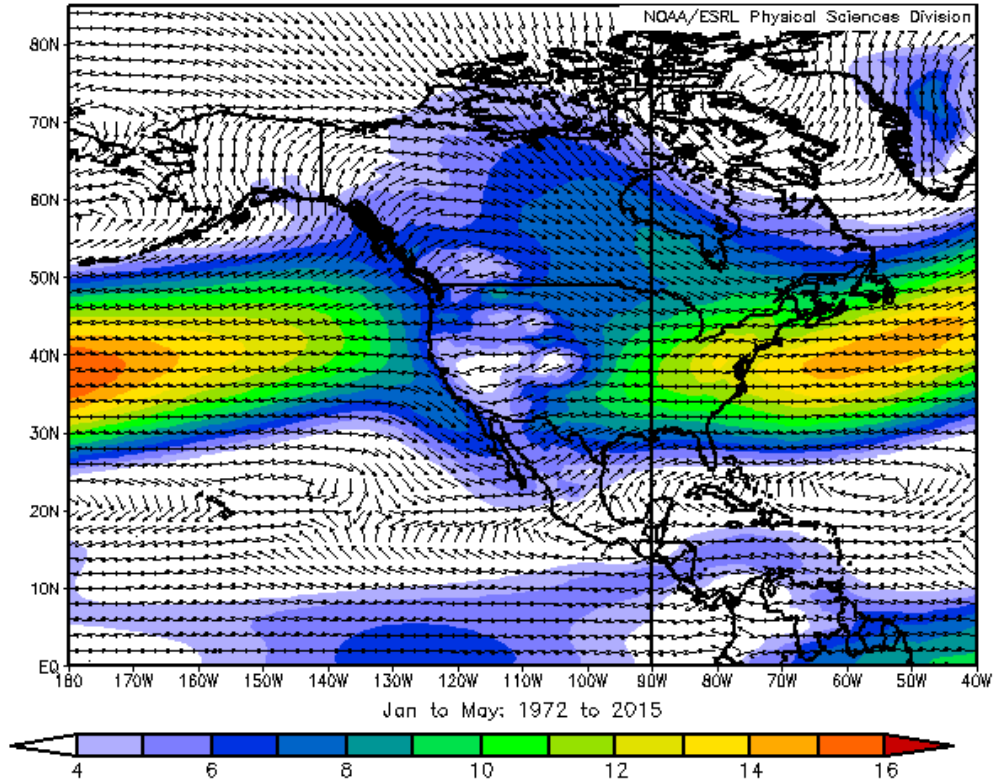 NOAA/ESRL Physical Sciences Division
80N
70N
60N
50N
40N
30N
20N
10N
EQ
180 170W 160W 150W 140W 130W 120W 110W 100W 90W 80W 70W 60W 50W 40W
Jan to May: 1972 to 2015
4 6 8 10 12 14 16